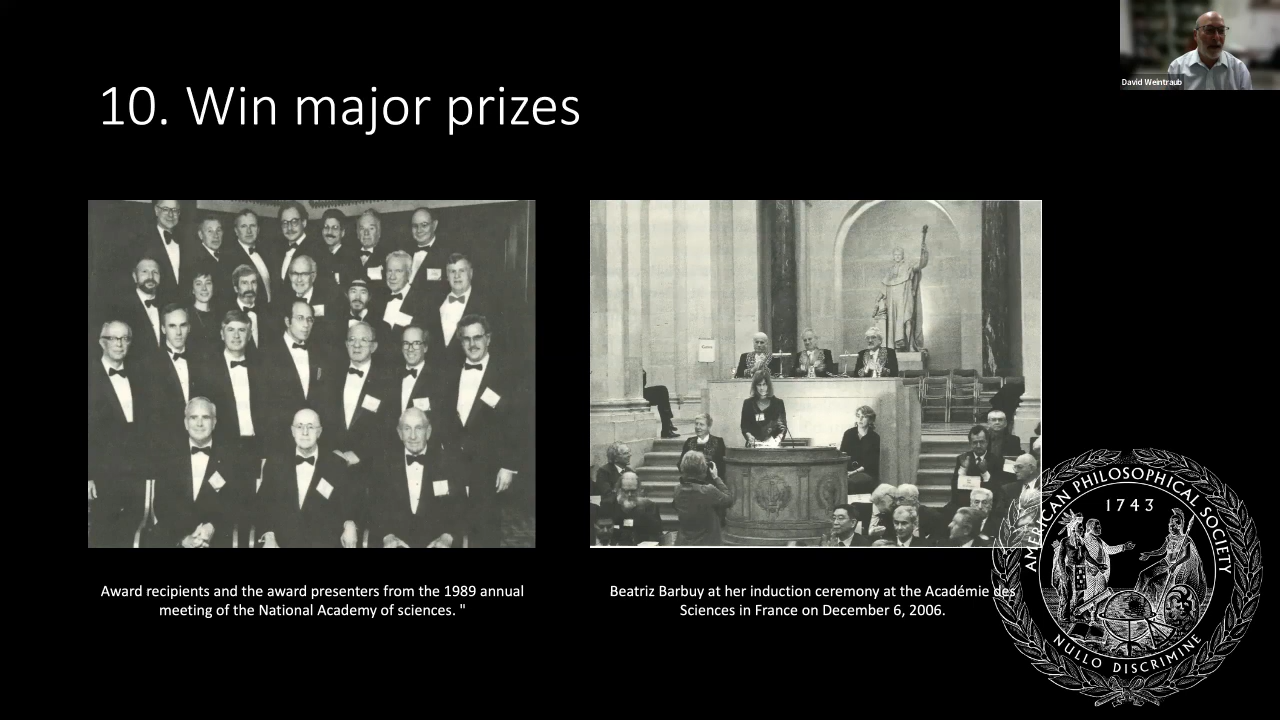 10. Win major prizes
David Weintraub
Award recipients and the award presenters from the 1989 annual
meeting of the National Academy of sciences. "
Beatriz Barbuy at her induction ceremony at the Académie des
Sciences in France on December 6, 2006.
AMERICAN PHILOSOPHICAL SOCIETY
1743
NULLO DISCRIMINE